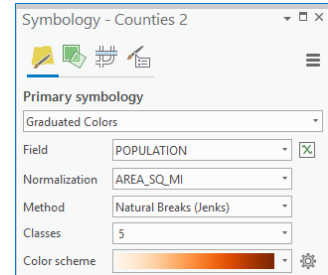 Symbology - Counties 2
Primary symbology
Graduated Colors
Field POPULATION
Normalization AREA_SQ_MI
Method Natural Breaks (Jenks)
Classes 5
Color scheme